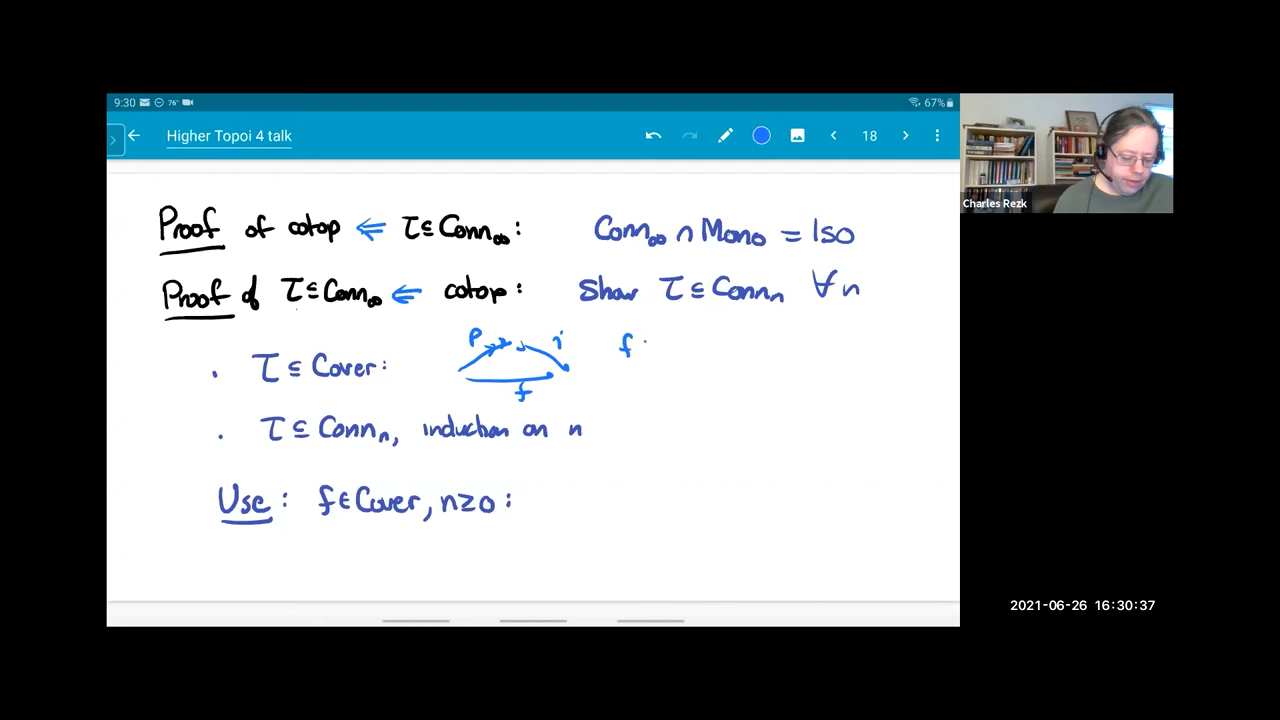 9:30 76° 67%
Higher Topoi 4 talk 18
Charles Rezk
Proof of cotop ⇐ τ ⊆ Conn∞ : Conn∞ ∩ Mono = Iso
Proof of τ ⊆ Conn∞ ⇐ cotop : Show τ ⊆ Connₙ ∀ n
p i f
· τ ⊆ Cover: f
· τ ⊆ Connₙ, induction on n
Use : f ∈ Cover, n ≥ 0 :
2021-06-26 16:30:37